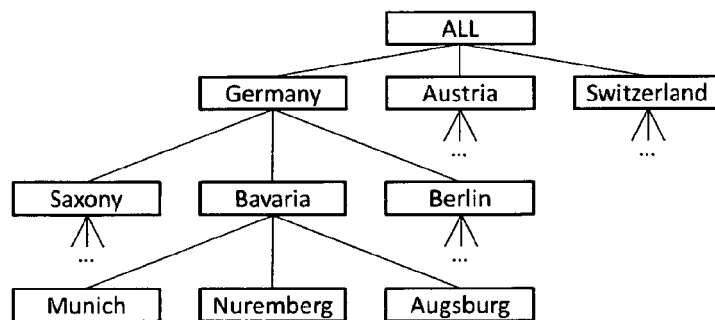 ALL
Germany Austria Switzerland
... ...
Saxony Bavaria Berlin
... ...
Munich Nuremberg Augsburg